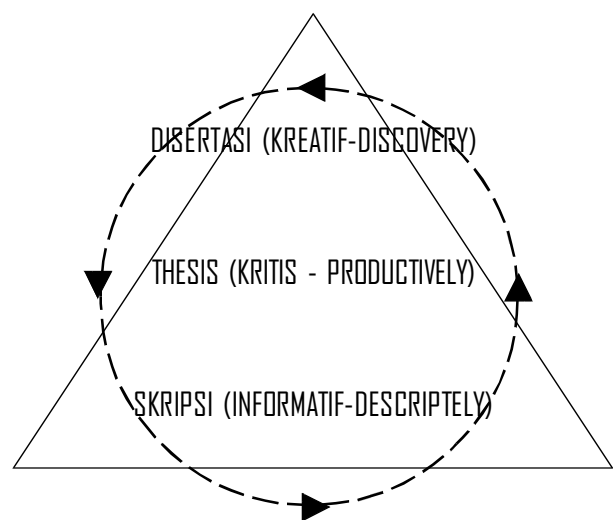 DISERTASI (KREATIF-DISCOVERY)
THESIS (KRITIS - PRODUCTIVELY)
SKRIPSI (INFORMATIF-DESCRIPTELY)